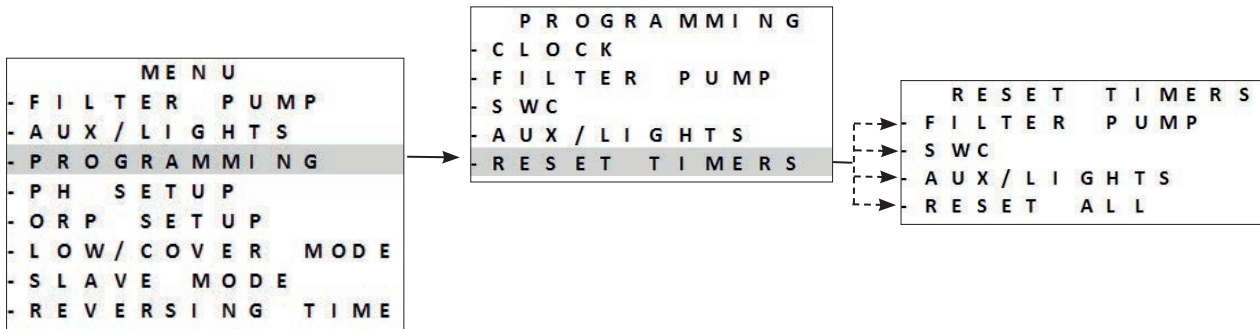 MENU
-FILTER PUMP
-AUX/LIGHTS
-PROGRAMMING
-PH SETUP
-ORP SETUP
-LOW/COVER MODE
-SLAVE MODE
-REVERSING TIME
PROGRAMMING
-CLOCK
-FILTER PUMP
-SWC
-AUX/LIGHTS
-RESET TIMERS
RESET TIMERS
-FILTER PUMP
-SWC
-AUX/LIGHTS
-RESET ALL